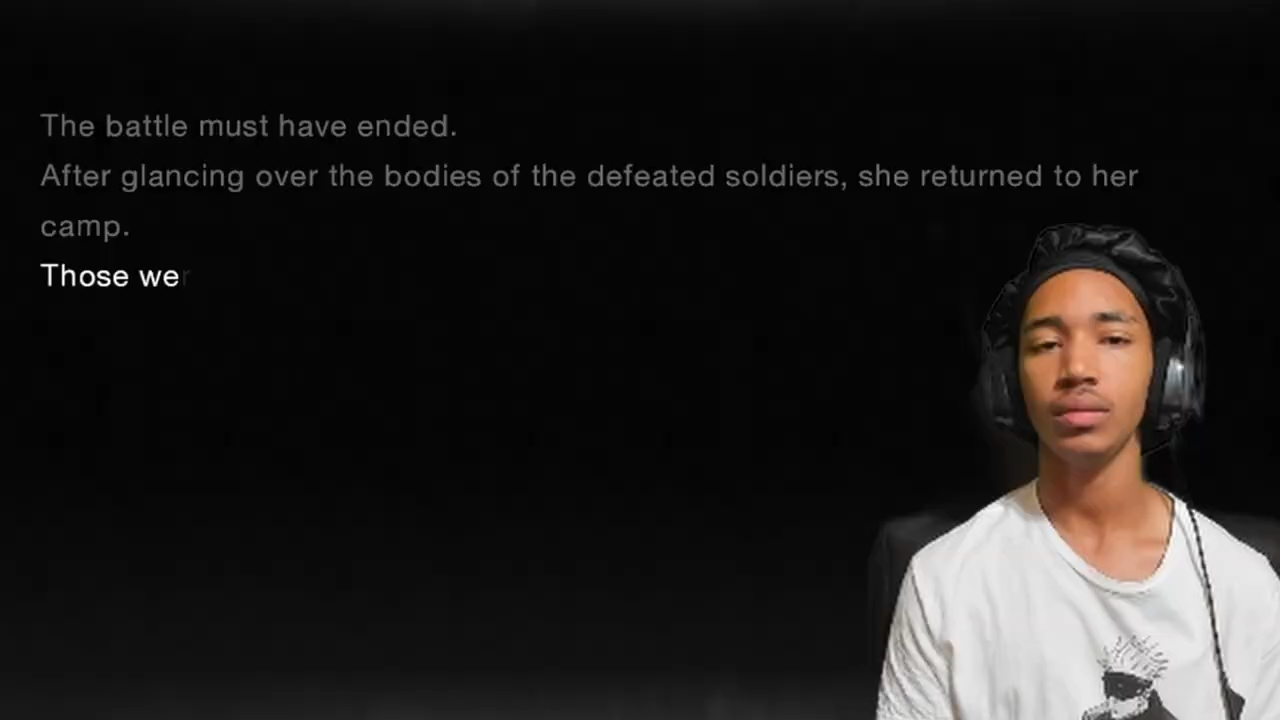 The battle must have ended.
After glancing over the bodies of the defeated soldiers, she returned to her
camp.
Those wer